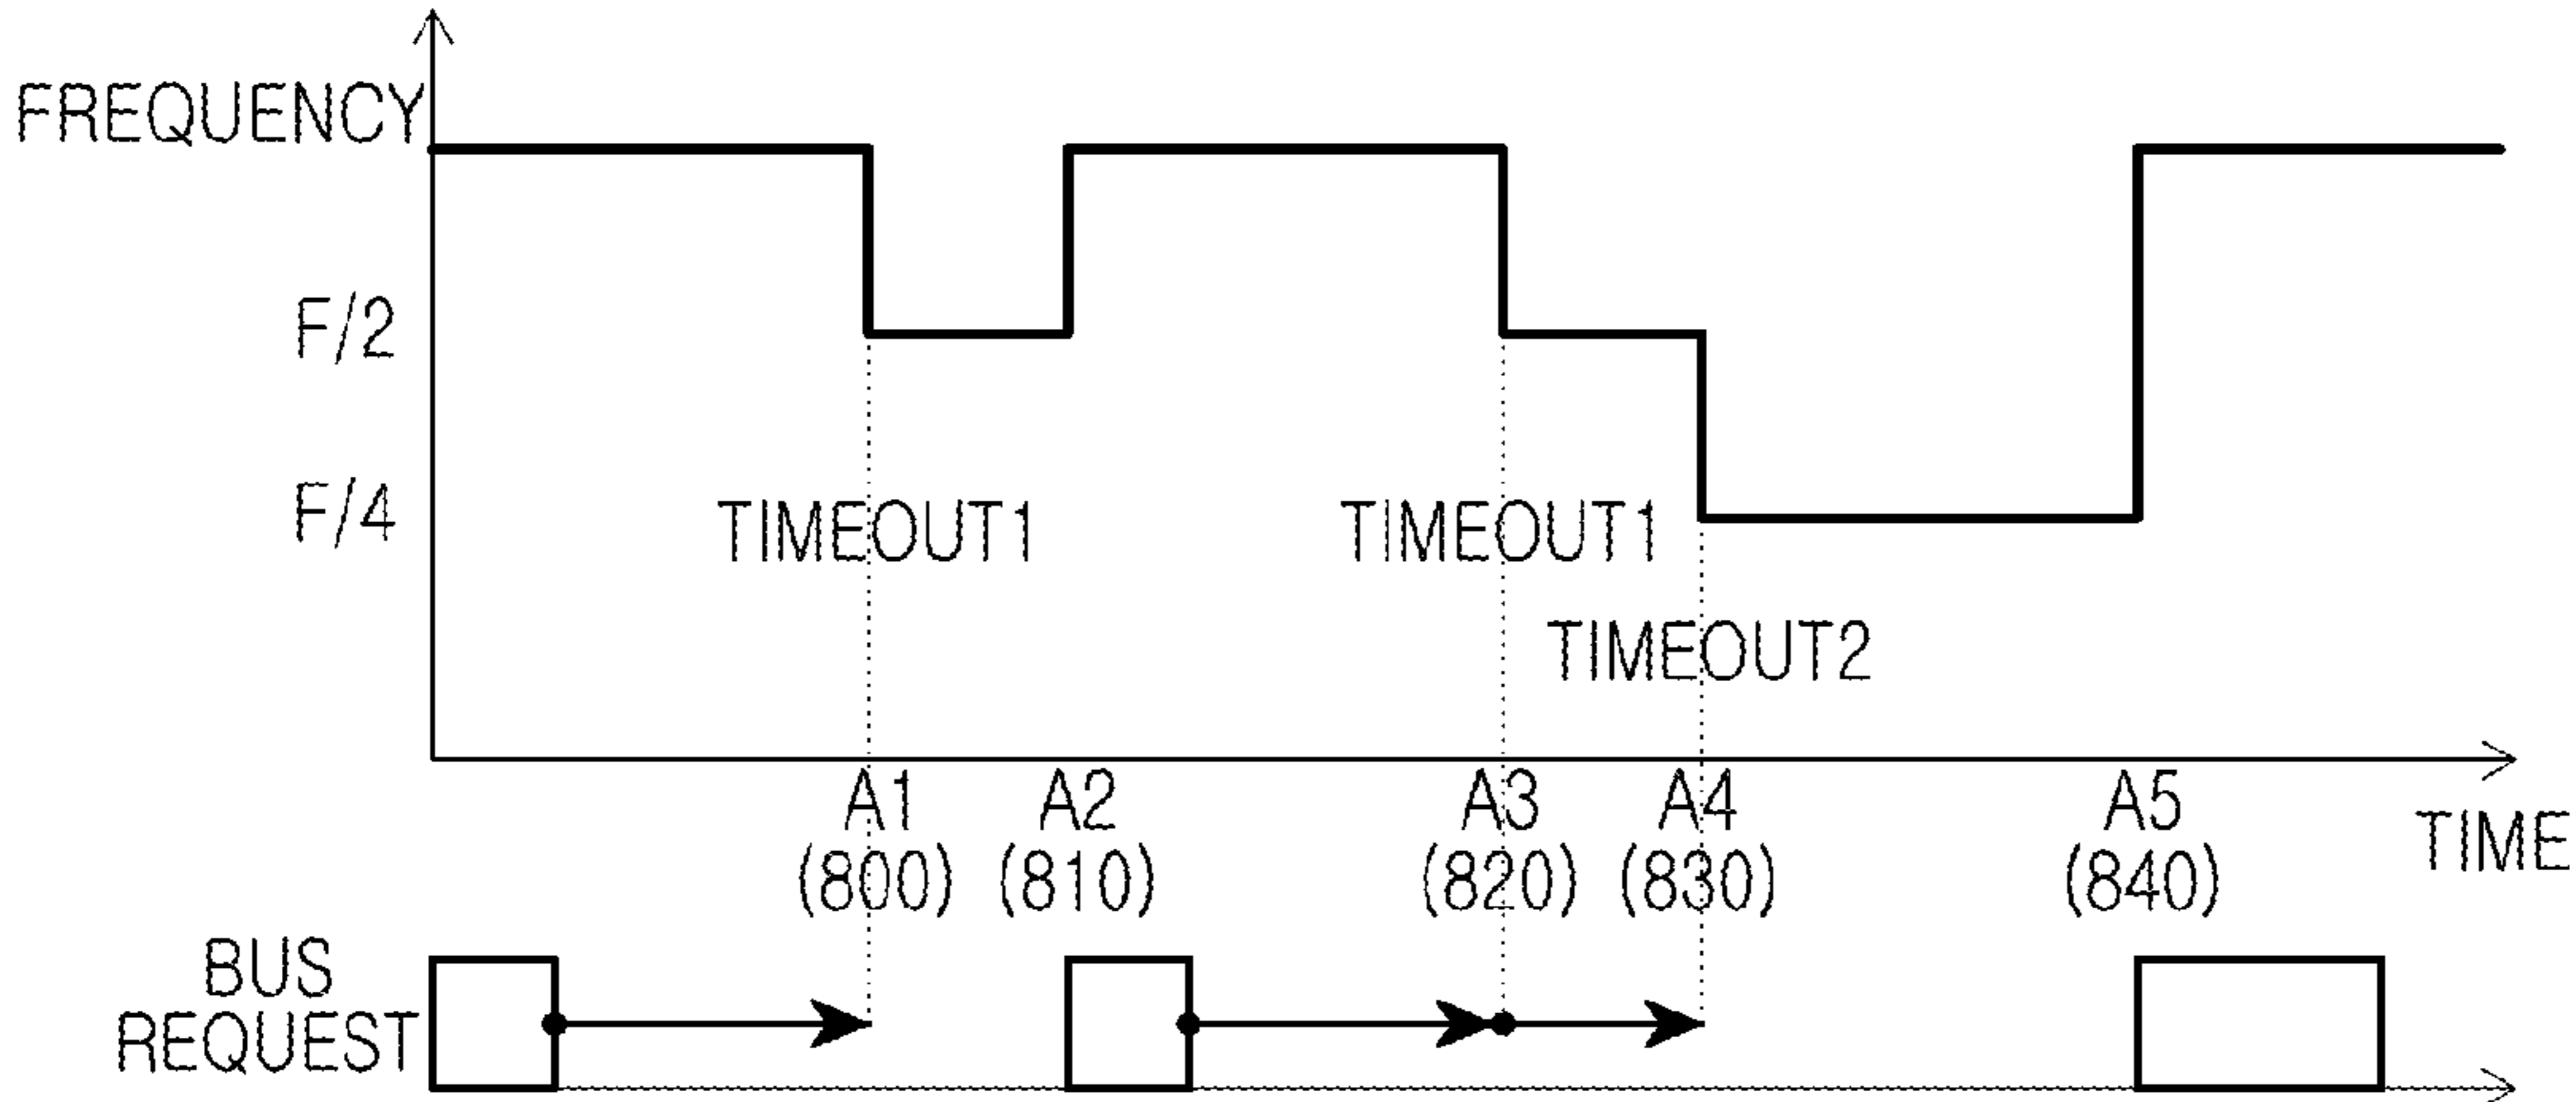 FREQUENCY
F/2
F/4
TIMEOUT1
TIMEOUT1
TIMEOUT2
A1
(800)
A2
(810)
A3
(820)
A4
(830)
A5
(840)
TIME
BUS
REQUEST